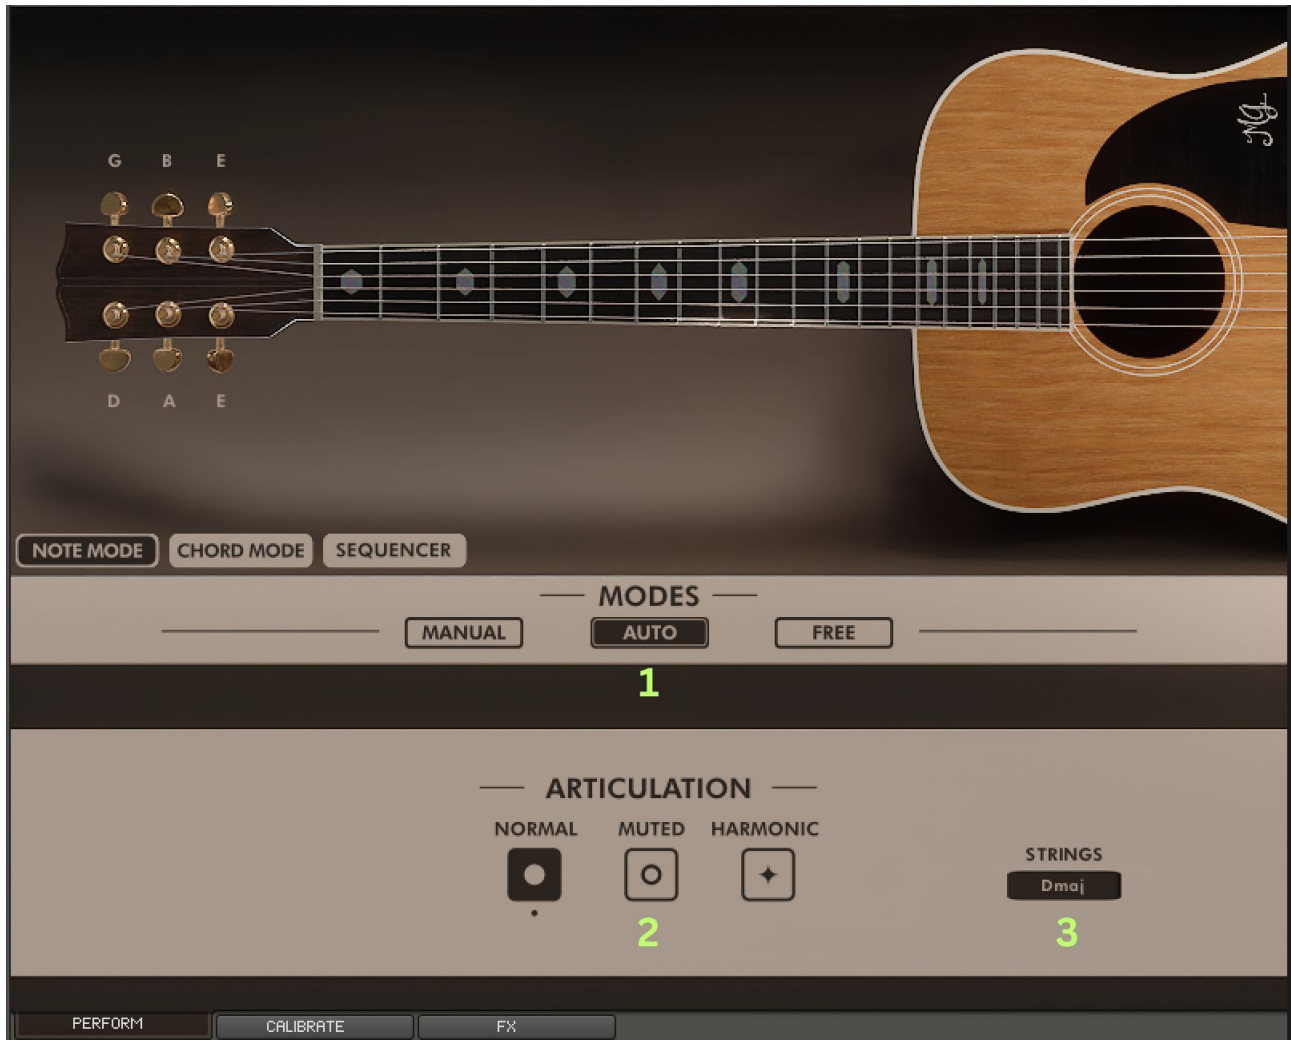 G B E
MG
D A E
NOTE MODE CHORD MODE SEQUENCER
MODES
MANUAL AUTO FREE
1
ARTICULATION
NORMAL MUTED HARMONIC
STRINGS
Dmaj
2 3
PERFORM CALIBRATE FX